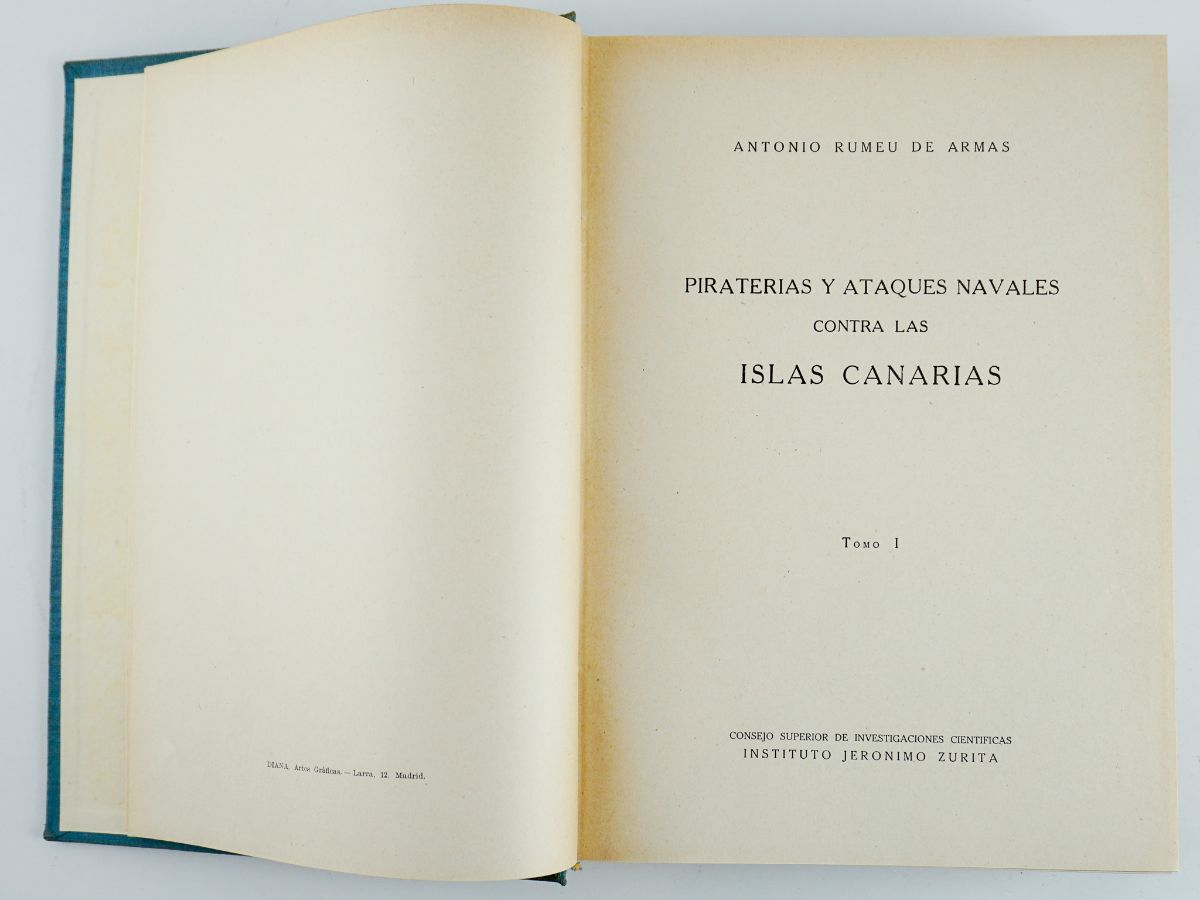 DIANA, Artes Gráficas.—Larra, 12. Madrid.
ANTONIO RUMEU DE ARMAS
PIRATERIAS Y ATAQUES NAVALES
CONTRA LAS
ISLAS CANARIAS
Tomo I
CONSEJO SUPERIOR DE INVESTIGACIONES CIENTIFICAS
INSTITUTO JERONIMO ZURITA